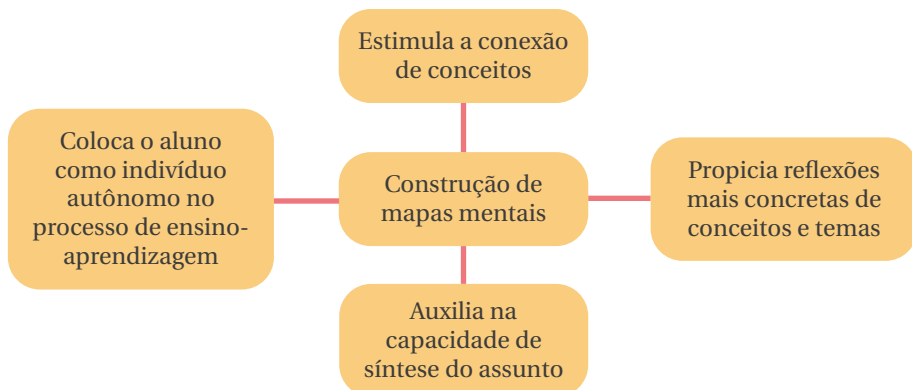 Estimula a conexão
de conceitos
Coloca o aluno
como indivíduo
autônomo no
processo de ensino-
aprendizagem
Construção de
mapas mentais
Propicia reflexões
mais concretas de
conceitos e temas
Auxilia na
capacidade de
síntese do assunto